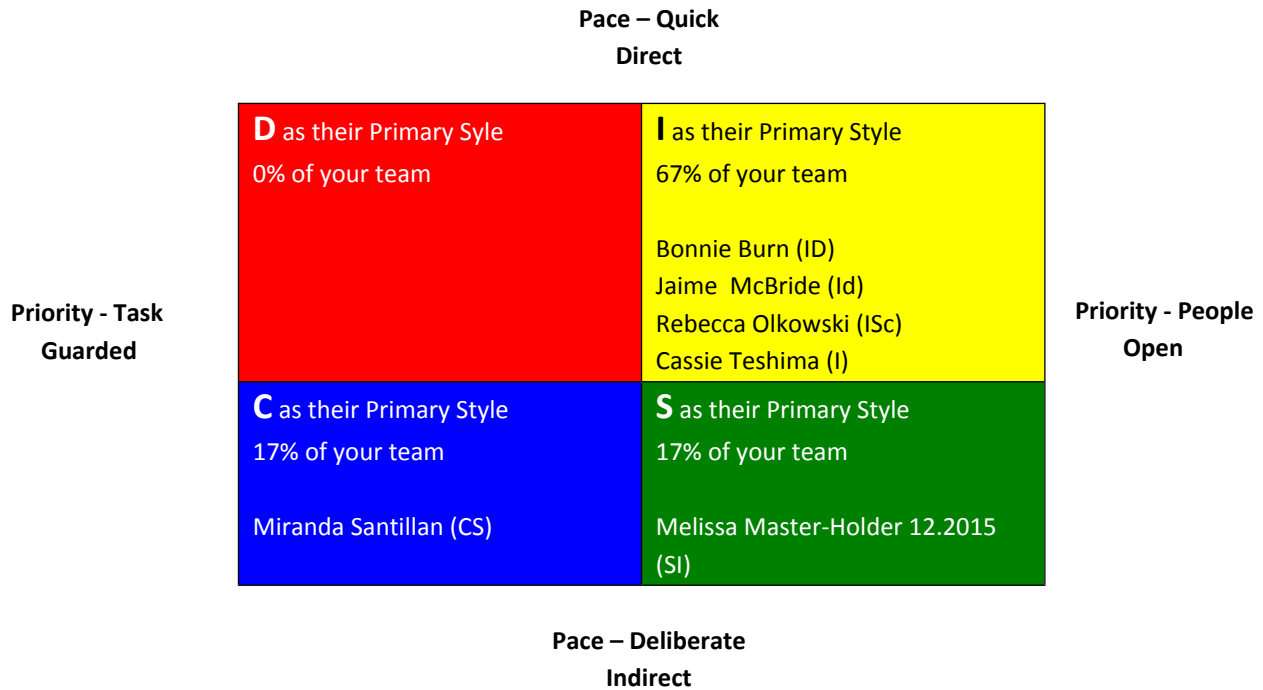 Pace – Quick
Direct
D as their Primary Syle
0% of your team
I as their Primary Style
67% of your team
Bonnie Burn (ID)
Jaime  McBride (Id)
Rebecca Olkowski (ISc)
Cassie Teshima (I)
Priority - Task
Guarded
Priority - People
Open
C as their Primary Style
17% of your team
Miranda Santillan (CS)
S as their Primary Style
17% of your team
Melissa Master-Holder 12.2015
(SI)
Pace – Deliberate
Indirect